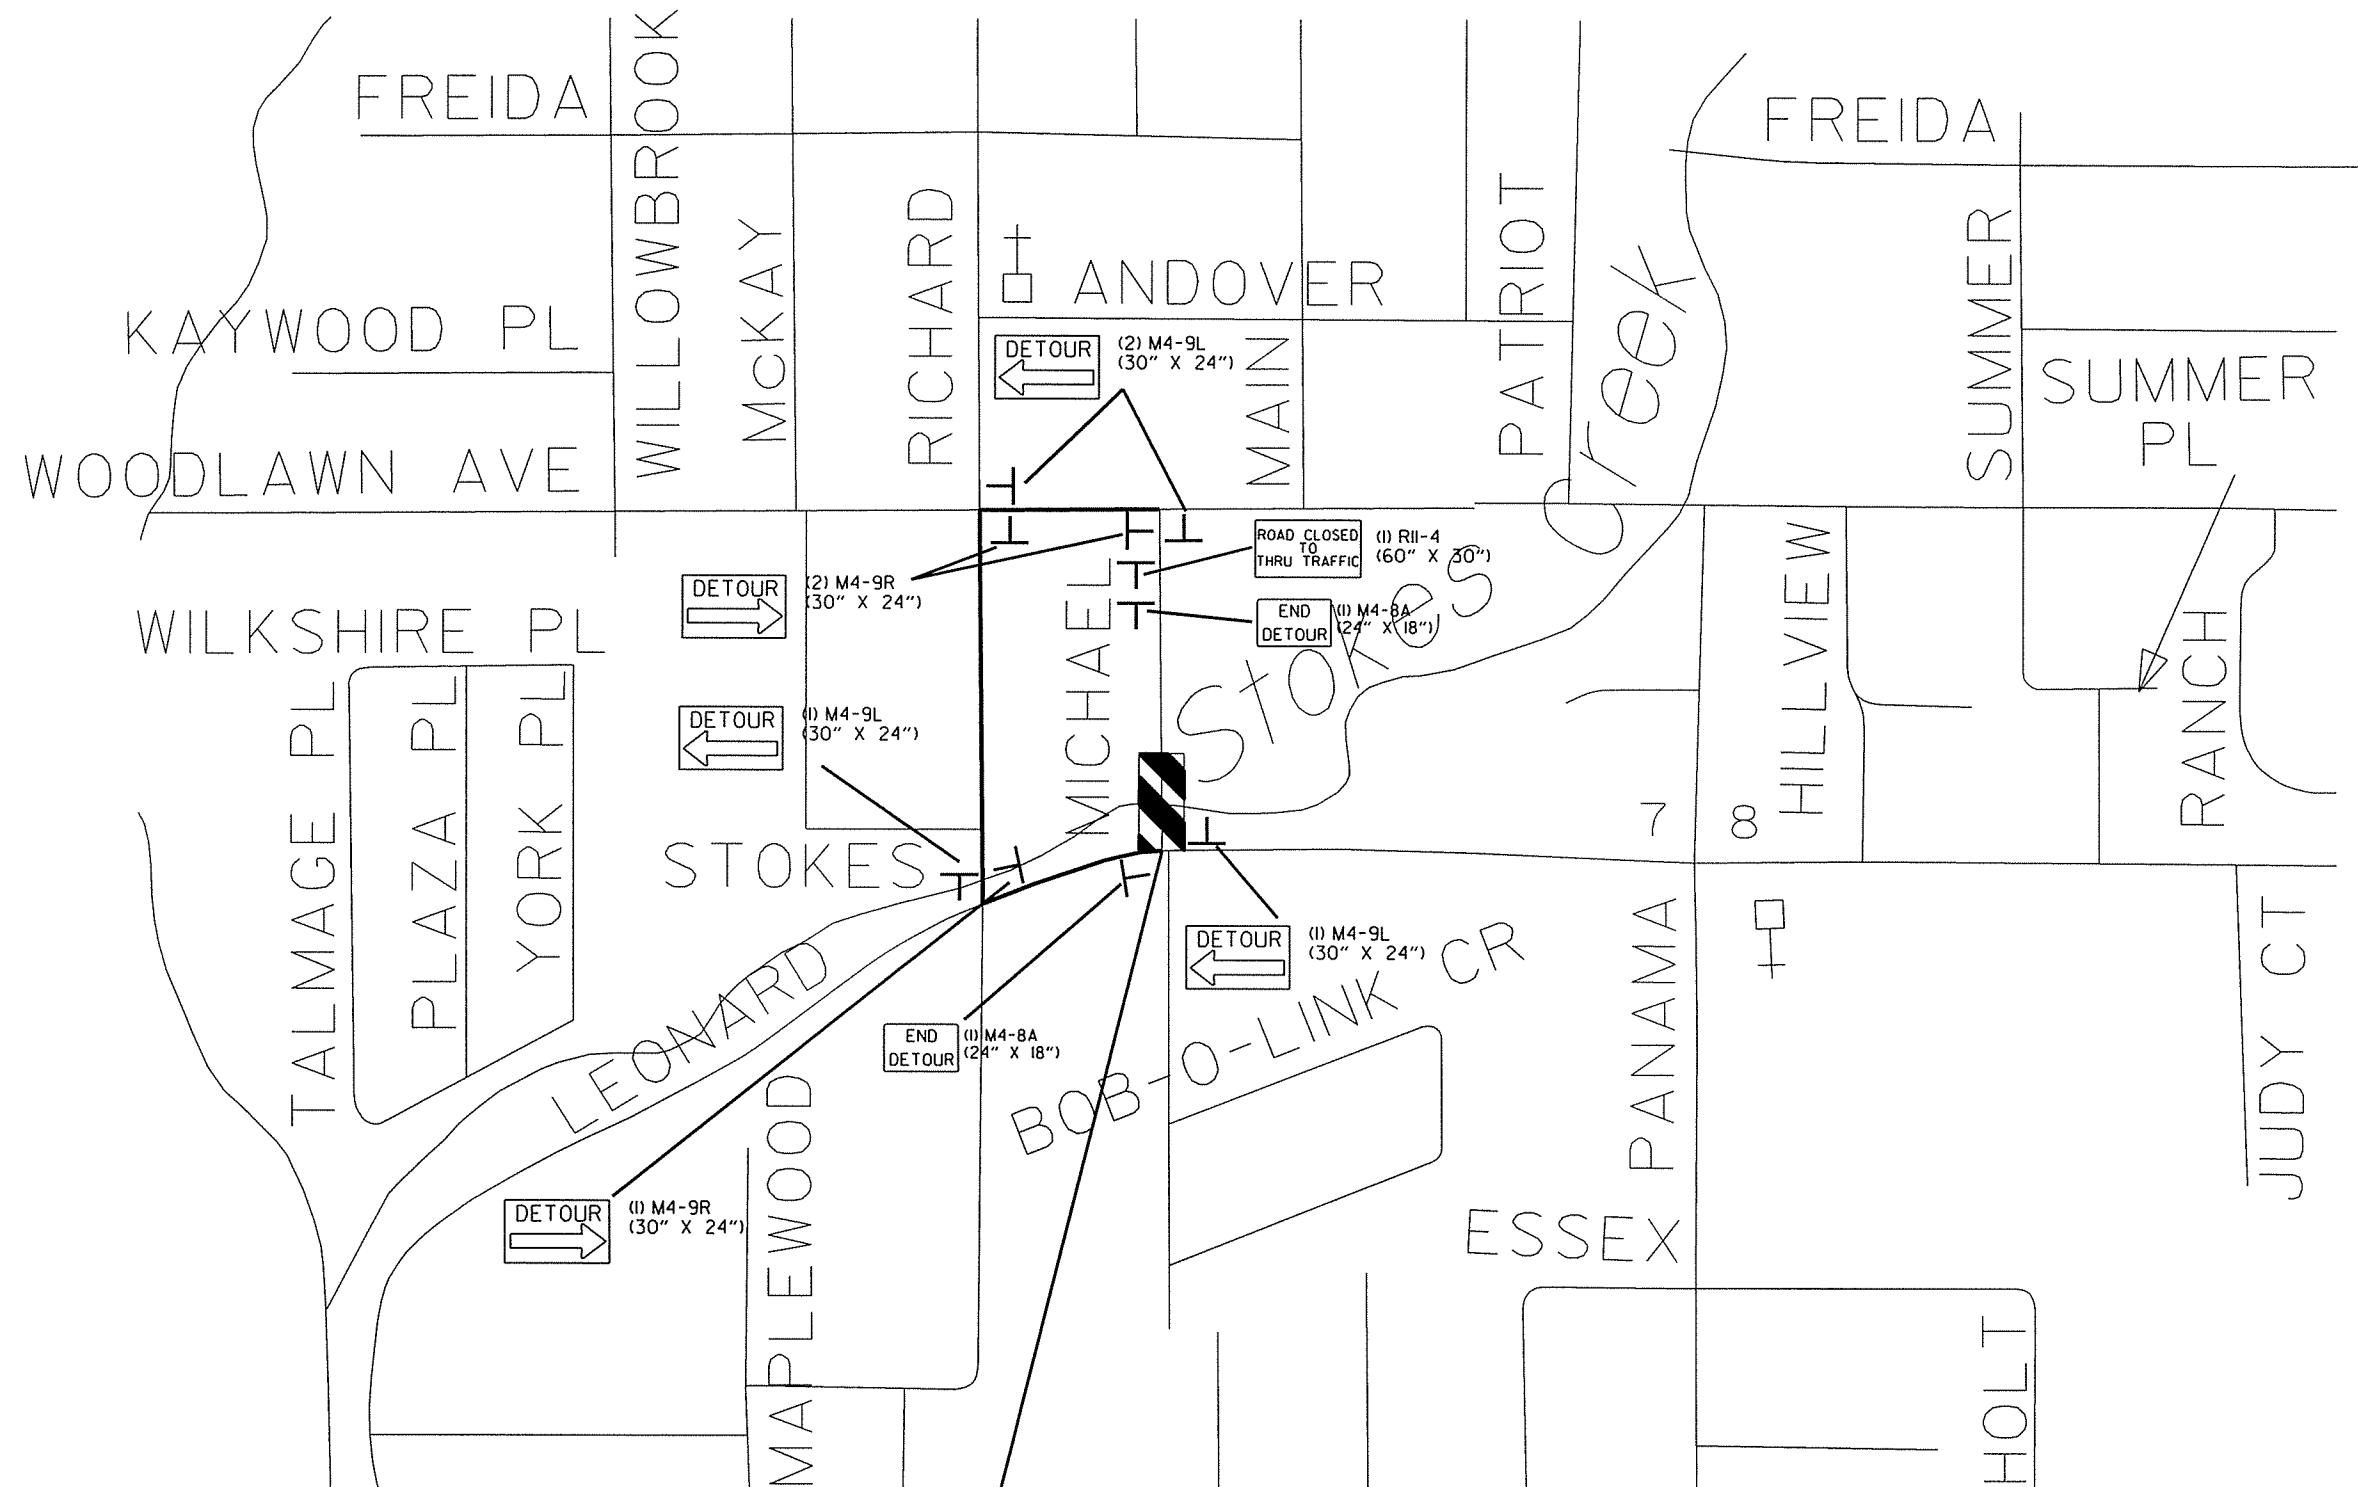 FREIDA
WILLOWBROOK
FREIDA
McKAY
RICHARD
ANDOVER
PATRIOT
SUMMER
KAYWOOD PL
DETOUR
(2) M4-9L
(30" X 24")
MAIN
SUMMER
PL
WOODLAWN AVE
Stokes creek
ROAD CLOSED
TO
THRU TRAFFIC
(1) R11-4
(60" X 30")
DETOUR
(2) M4-9R
(30" X 24")
MICHAEL
END
DETOUR
(1) M4-8A
(24" X 18")
HILLVIEW
RANCH
WILKSHIRE PL
TALMAGE PL
PLAZA PL
YORK PL
DETOUR
(1) M4-9L
(30" X 24")
7
8
STOKES
DETOUR
(1) M4-9L
(30" X 24")
LEONARD
END
DETOUR
(1) M4-8A
(24" X 18")
BOB-O-LINK CR
PANAMA
JUDY CT
DETOUR
(1) M4-9R
(30" X 24")
MAPLEWOOD
ESSEX
HOLT